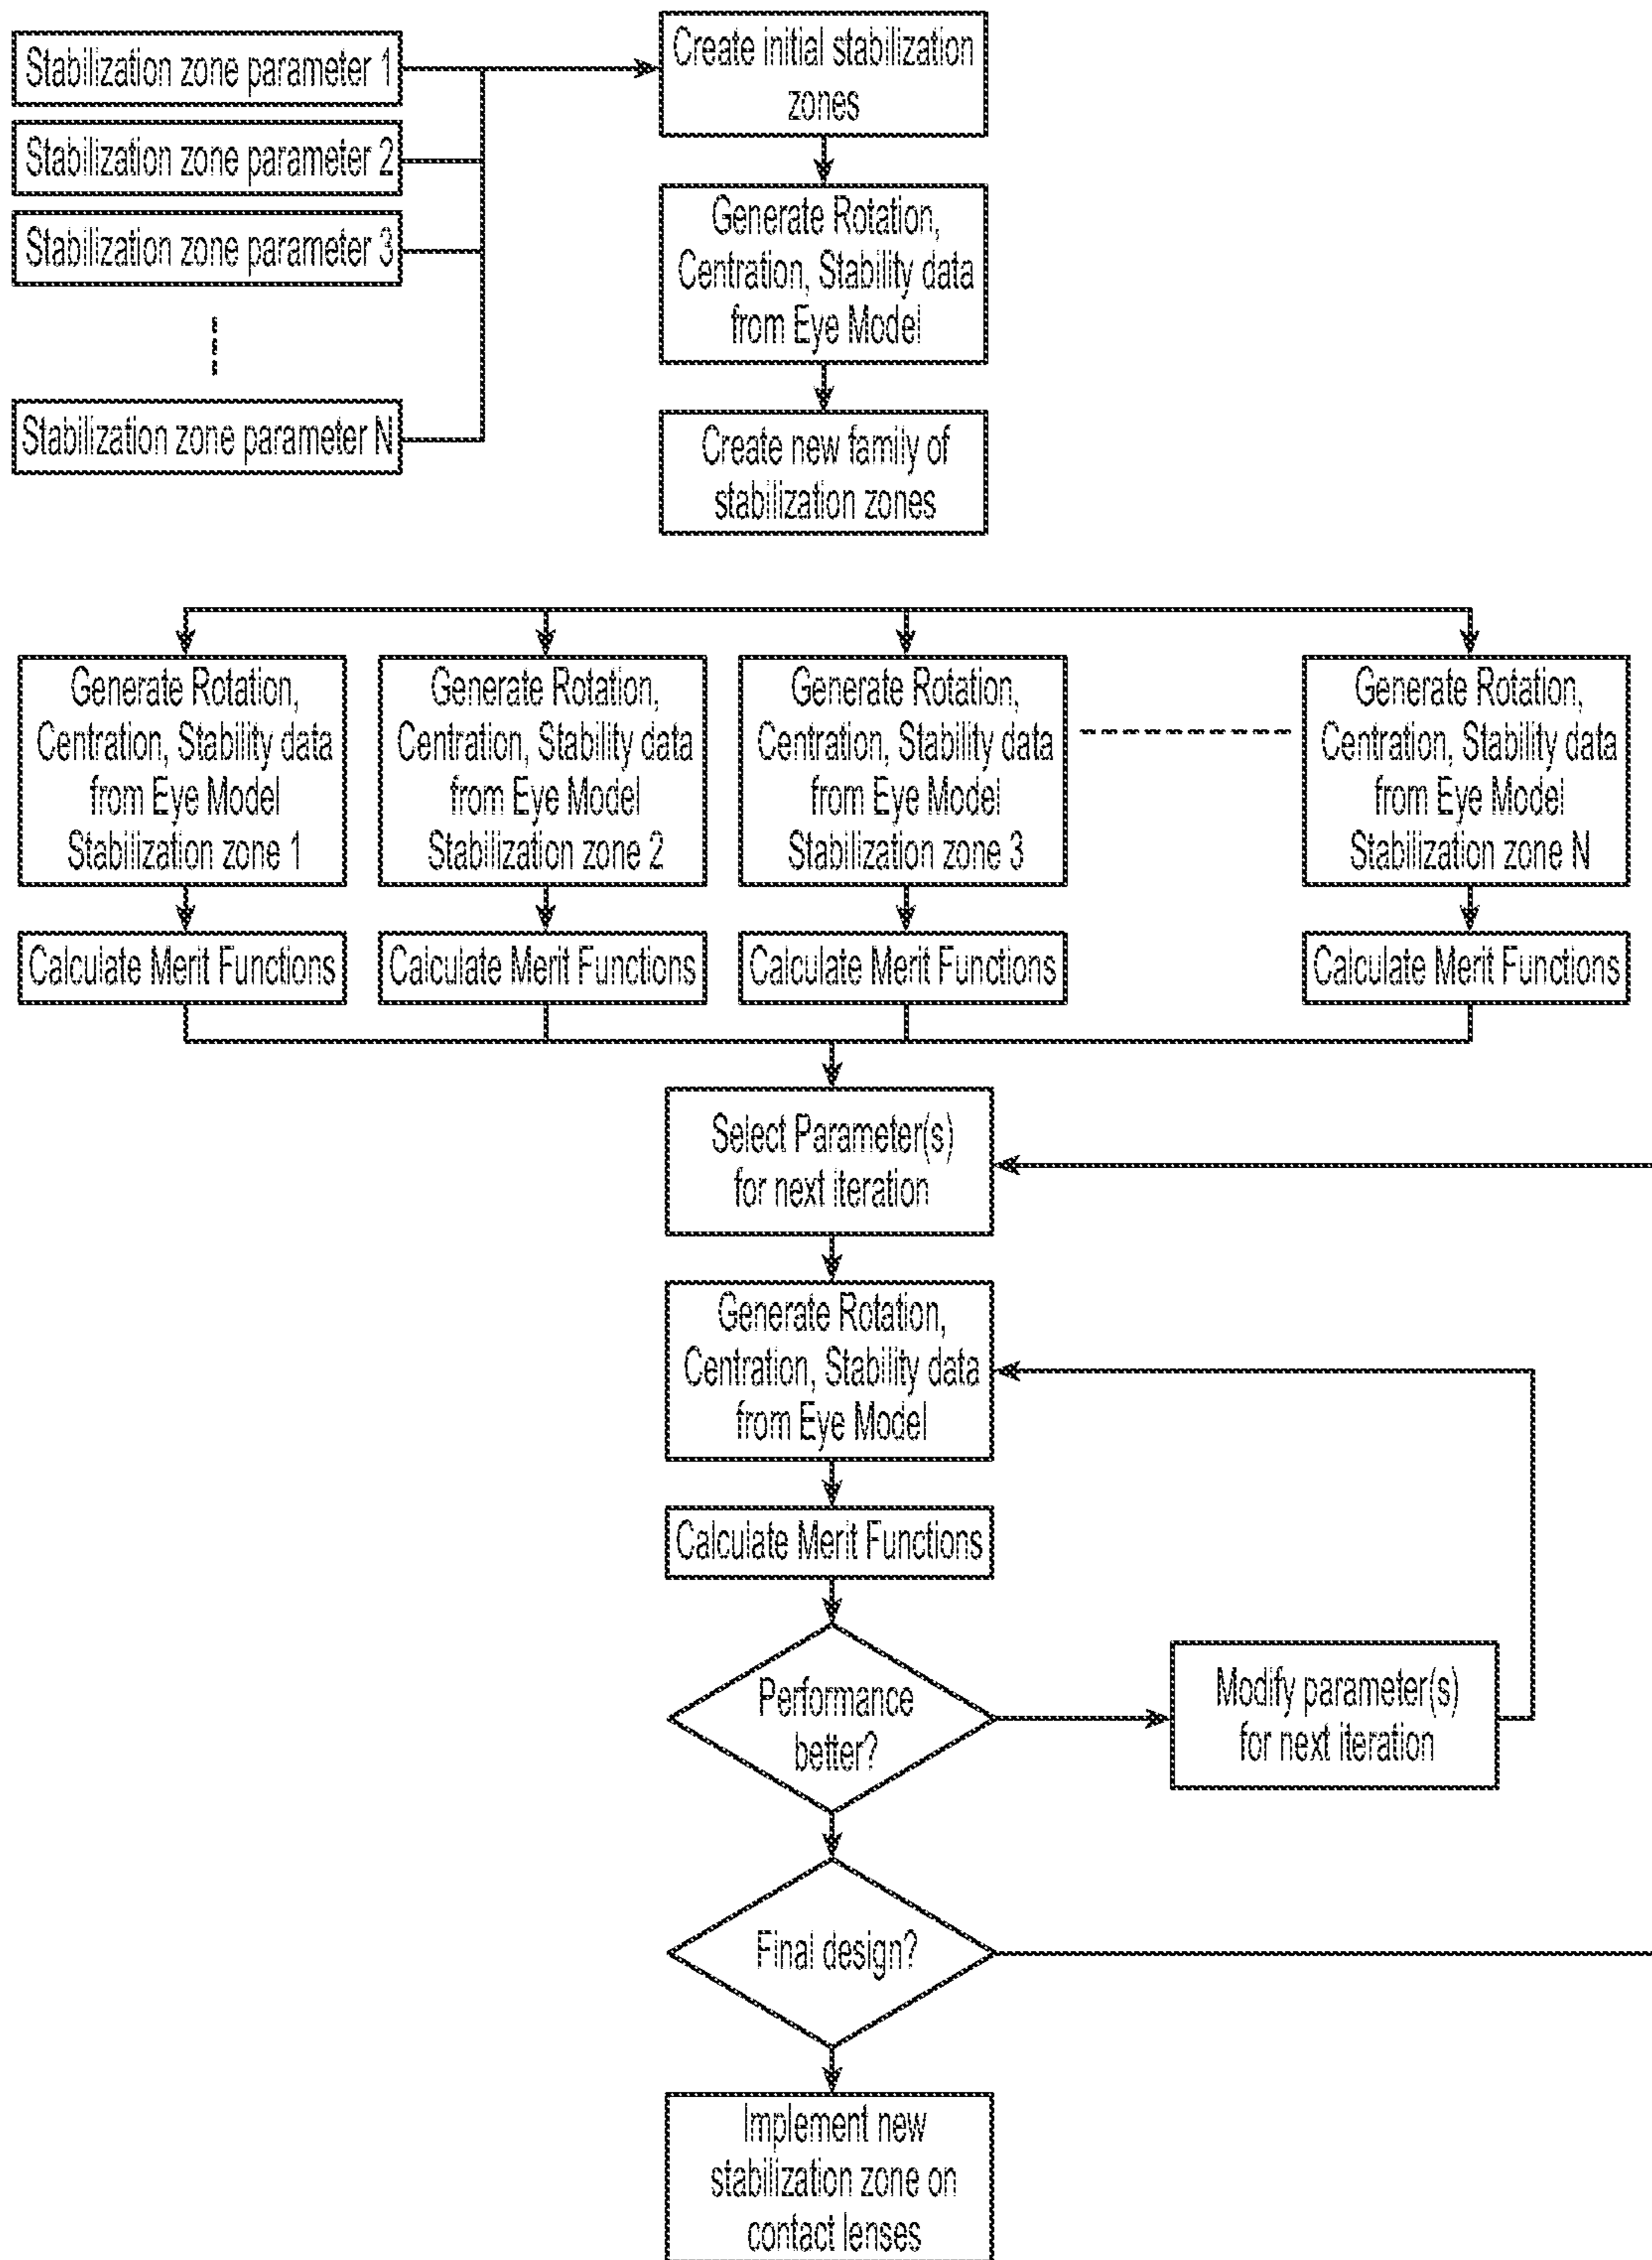 Stabilization zone parameter 1
Stabilization zone parameter 2
Stabilization zone parameter 3
Stabilization zone parameter N
Create initial stabilization
zones
Generate Rotation,
Centration, Stability data
from Eye Model
Create new family of
stabilization zones
Generate Rotation,
Centration, Stability data
from Eye Model
Stabilization zone 1
Generate Rotation,
Centration, Stability data
from Eye Model
Stabilization zone 2
Generate Rotation,
Centration, Stability data
from Eye Model
Stabilization zone 3
Generate Rotation,
Centration, Stability data
from Eye Model
Stabilization zone N
Calculate Merit Functions
Calculate Merit Functions
Calculate Merit Functions
Calculate Merit Functions
Select Parameter(s)
for next iteration
Generate Rotation,
Centration, Stability data
from Eye Model
Calculate Merit Functions
Performance
better?
Modify parameter(s)
for next iteration
Final design?
Implement new
stabilization zone on
contact lenses